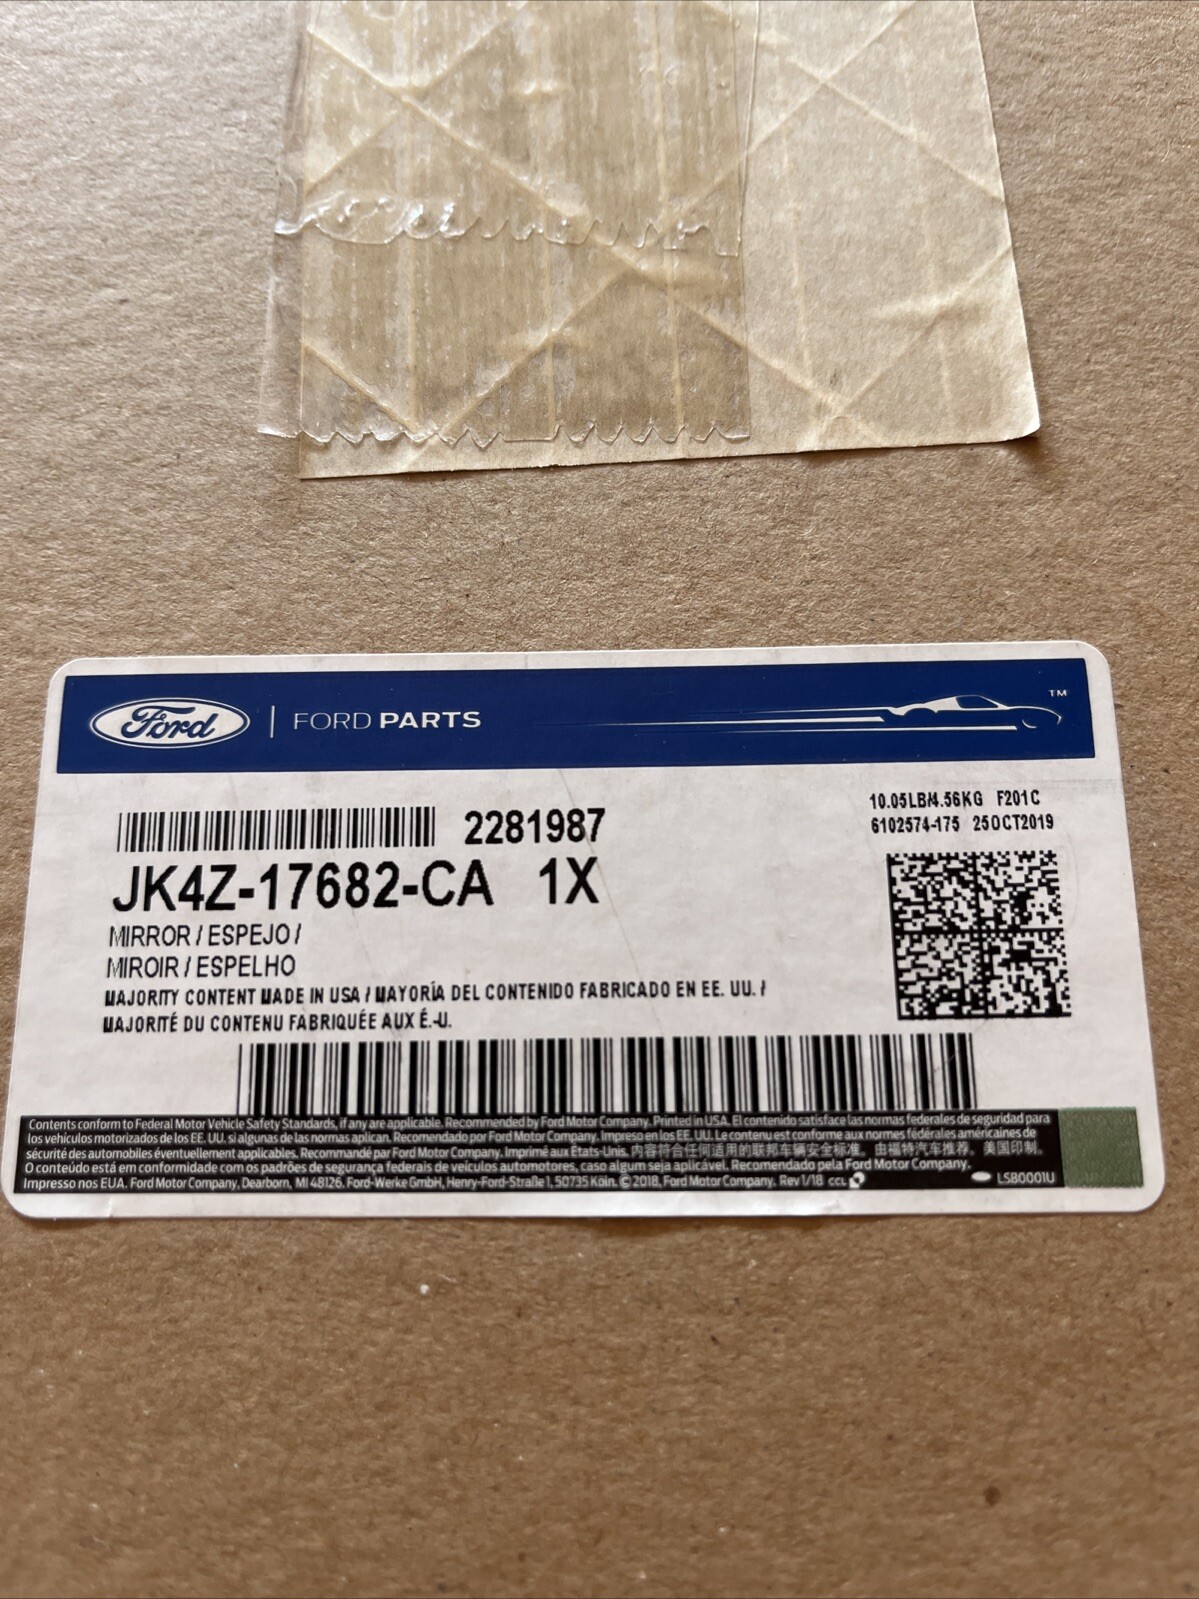 Ford | FORD PARTS
TM
2281987
JK4Z-17682-CA 1X
MIRROR / ESPEJO /
MIROIR / ESPELHO
MAJORITY CONTENT MADE IN USA / MAYORÍA DEL CONTENIDO FABRICADO EN EE. UU. /
MAJORITÉ DU CONTENU FABRIQUÉE AUX É.-U.
10.05LB/4.56KG F201C
6102574-175 25OCT2019
Contents conform to Federal Motor Vehicle Safety Standards, if any are applicable. Recommended by Ford Motor Company. Printed in USA. El contenido satisface las normas federales de seguridad para
los vehículos motorizados de los EE. UU. si algunas de las normas aplican. Recomendado por Ford Motor Company. Impreso en los EE. UU. Le contenu est conforme aux normes fédérales américaines de
sécurité des automobiles éventuellement applicables. Recommandé par Ford Motor Company. Imprimé aux États-Unis. 内容符合任何适用的联邦车辆安全标准。由福特汽车推荐。美国印制。
O conteúdo está em conformidade com os padrões de segurança federais de veículos automotores, caso algum seja aplicável. Recomendado pela Ford Motor Company.
Impresso nos EUA. Ford Motor Company, Dearborn, MI 48126. Ford-Werke GmbH, Henry-Ford-Straße 1, 50735 Köln. © 2018, Ford Motor Company. Rev 1/18 CCL
LSB0001U